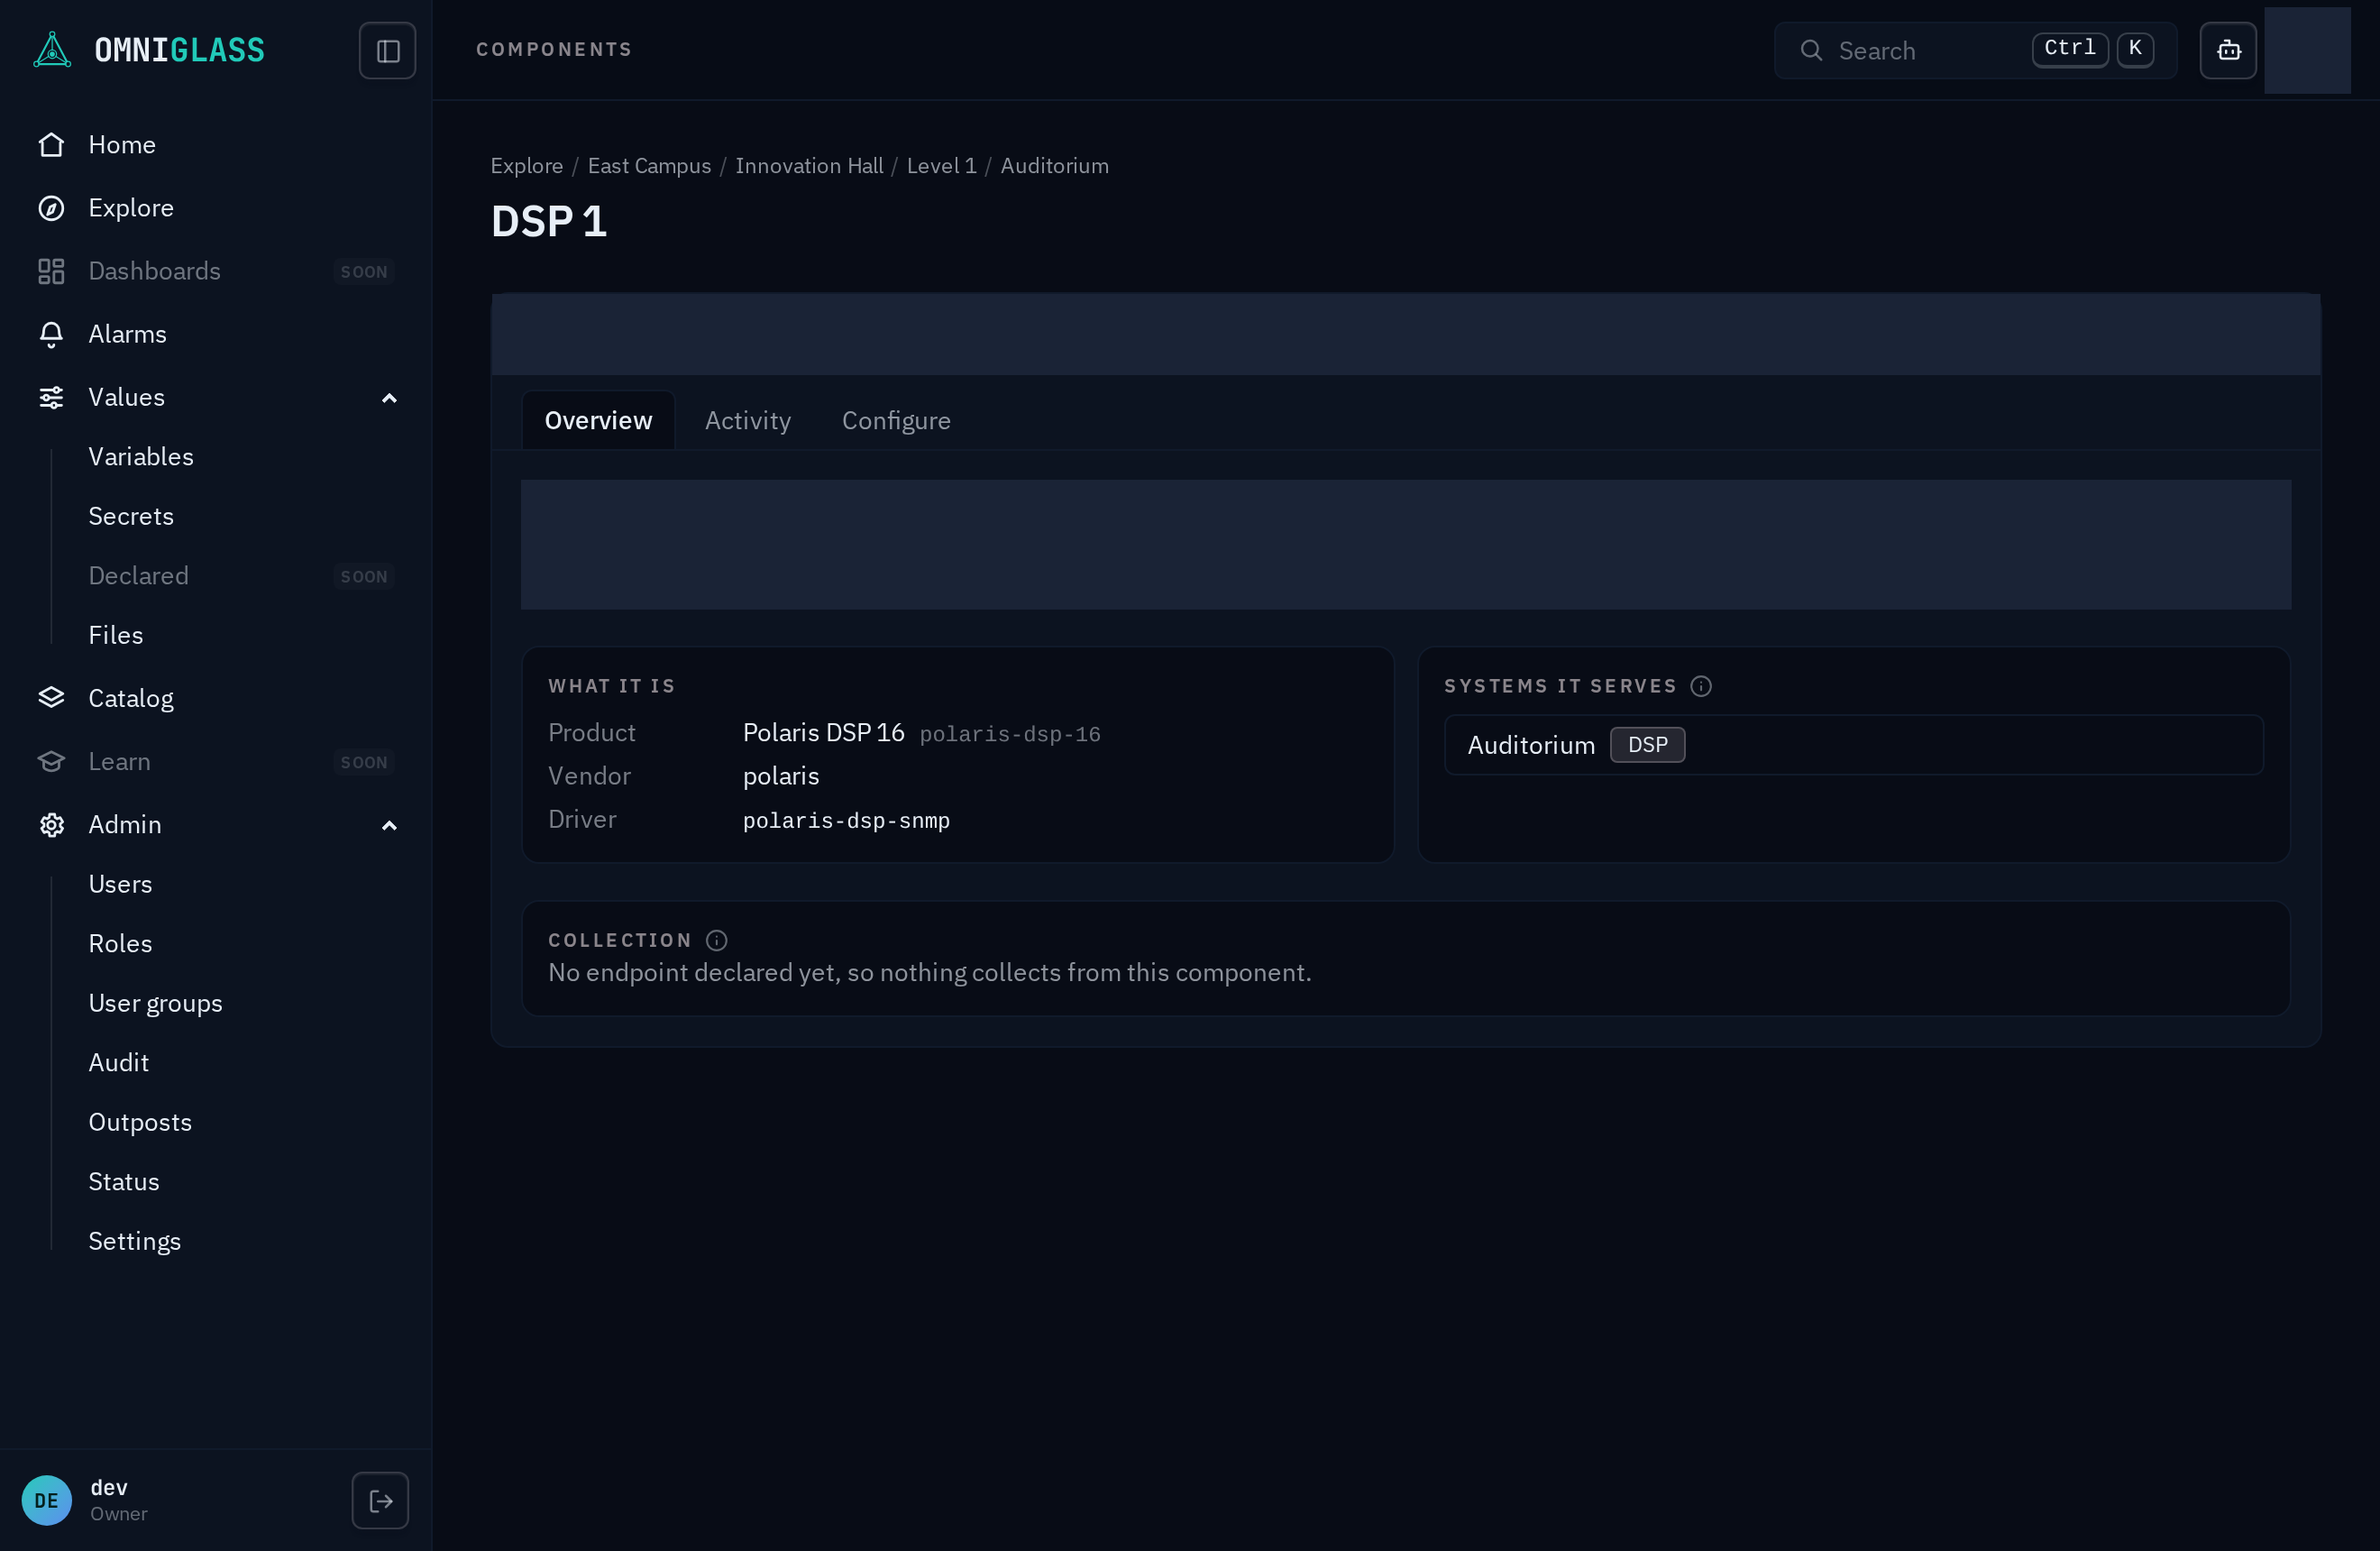 OMNIGLASS
COMPONENTS
Search Ctrl K
Home
Explore
Dashboards SOON
Alarms
Values
Variables
Secrets
Declared SOON
Files
Catalog
Learn SOON
Admin
Users
Roles
User groups
Audit
Outposts
Status
Settings
DE dev
Owner
Explore / East Campus / Innovation Hall / Level 1 / Auditorium
DSP 1
Overview Activity Configure
WHAT IT IS
Product Polaris DSP 16 polaris-dsp-16
Vendor polaris
Driver polaris-dsp-snmp
SYSTEMS IT SERVES
Auditorium DSP
COLLECTION
No endpoint declared yet, so nothing collects from this component.